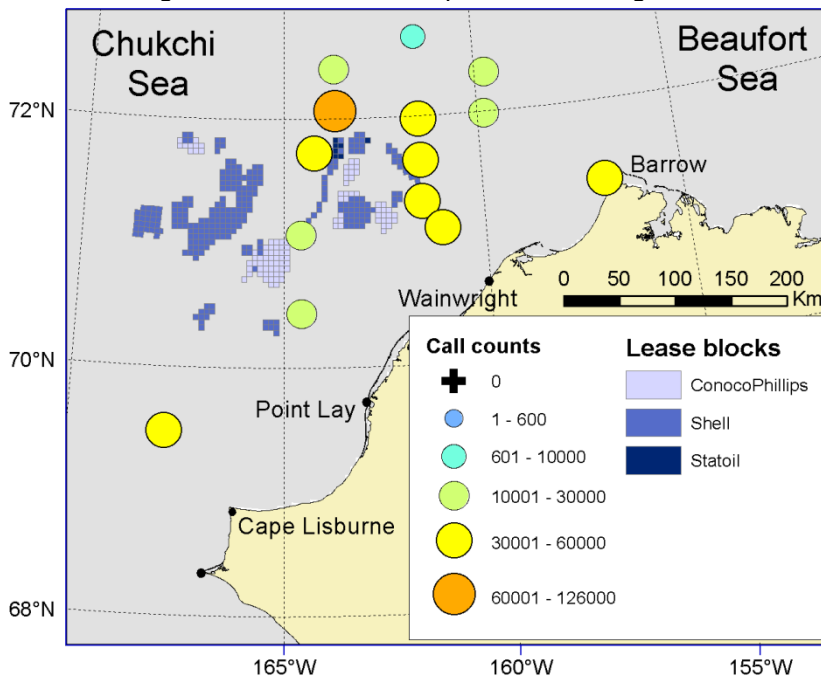 Chukchi
Sea
Beaufort
Sea
72°N
Barrow
0 50 100 150 200
Km
Wainwright
70°N
Point Lay
Cape Lisburne
68°N
Call counts
0
1 - 600
601 - 10000
10001 - 30000
30001 - 60000
60001 - 126000
Lease blocks
ConocoPhillips
Shell
Statoil
165°W
160°W
155°W